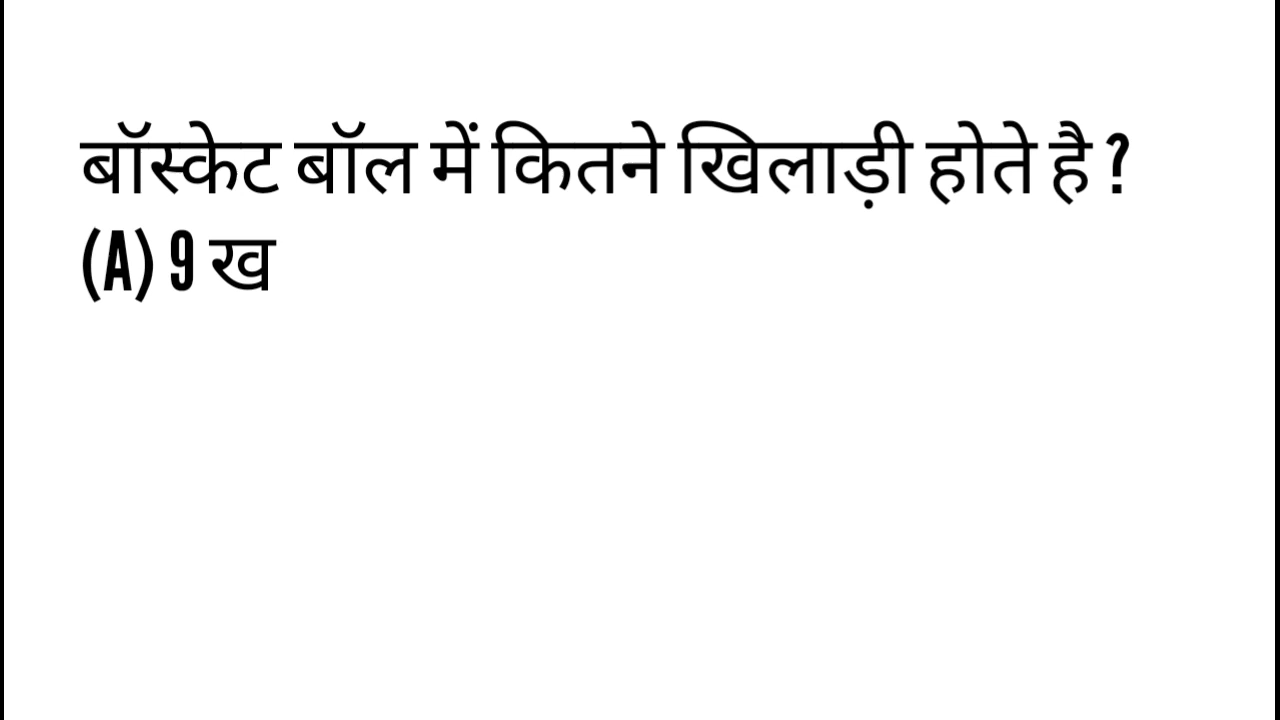 बॉस्केट बॉल में कितने खिलाड़ी होते है ?
(A) 9 ख